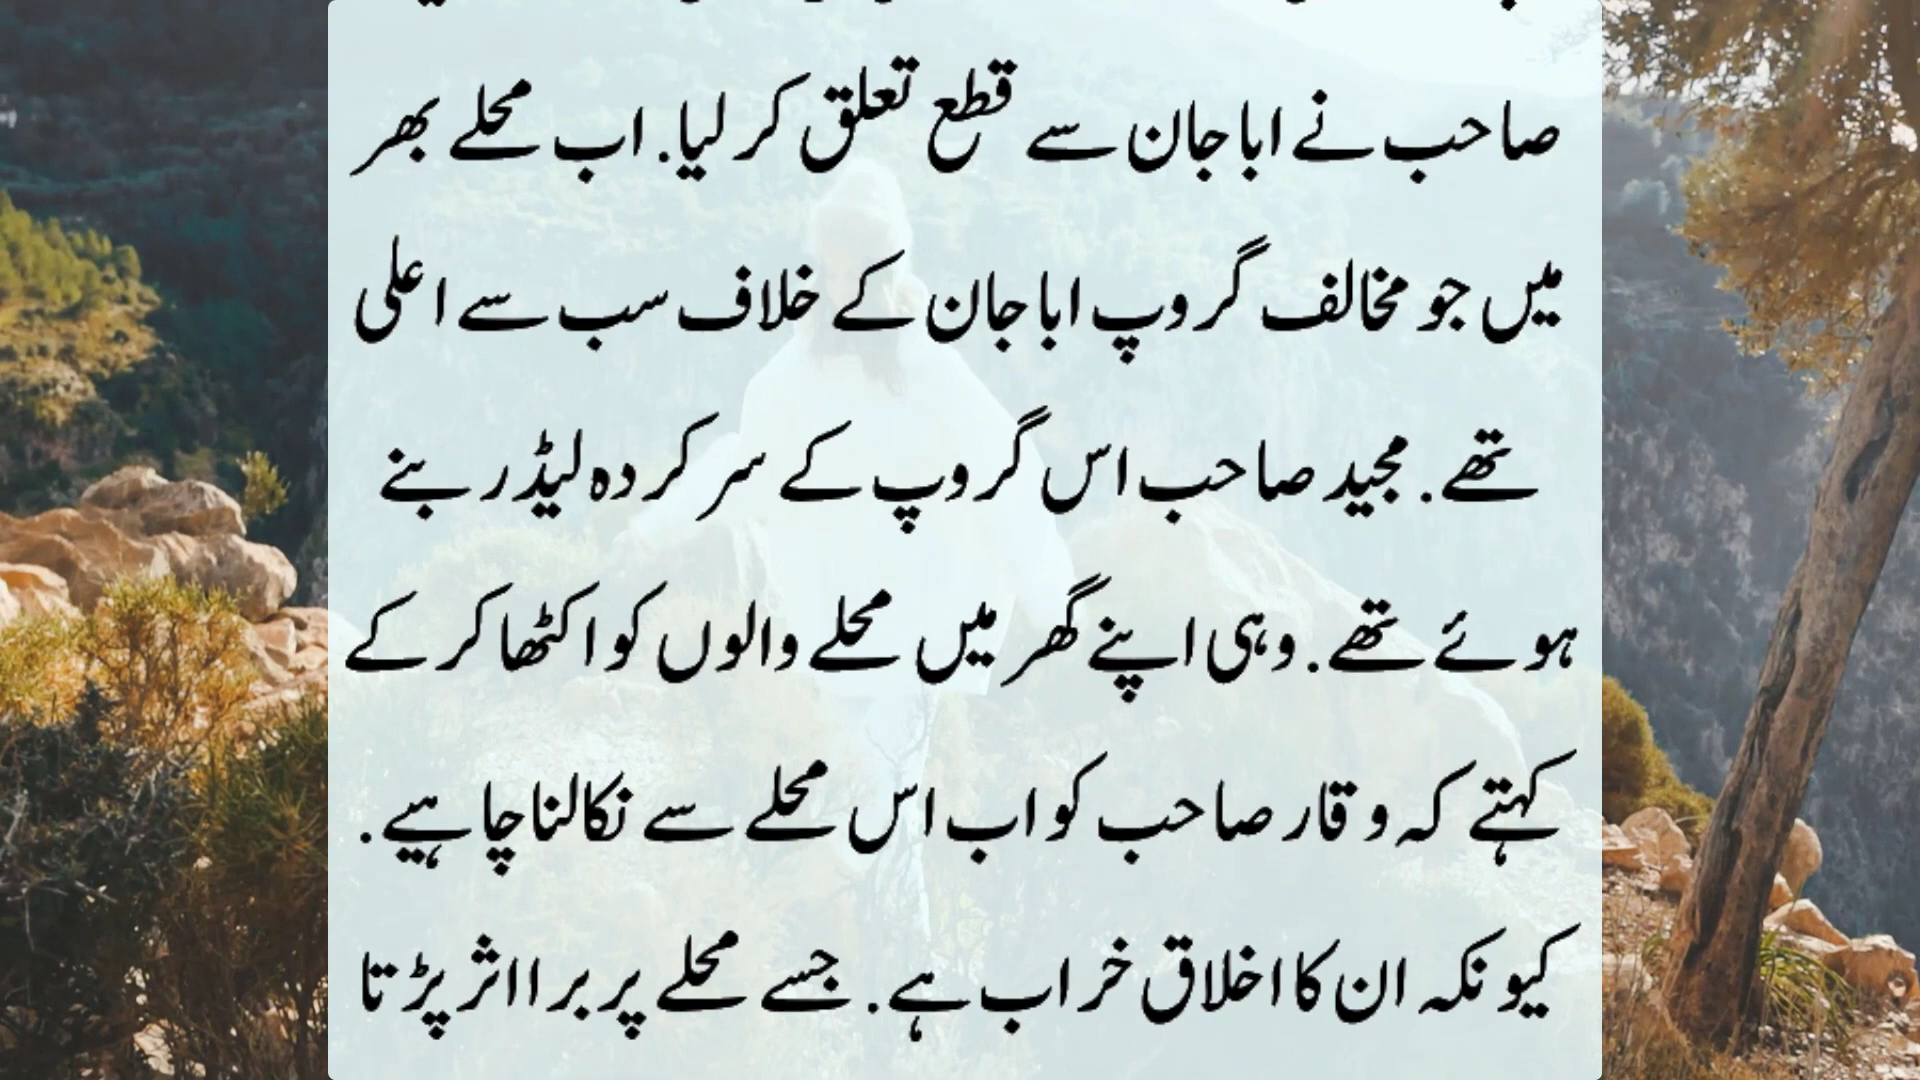 صاحب نے ابا جان سے قطع تعلق کر لیا. اب محلے بھر
میں جو مخالف گروپ ابا جان کے خلاف سب سے اعلی
تھے. مجید صاحب اس گروپ کے سر کردہ لیڈر بنے
ہوئے تھے. وہی اپنے گھر میں محلے والوں کو اکٹھا کر کے
کہتے کہ وقار صاحب کو اب اس محلے سے نکالنا چاہیے.
کیونکہ ان کا اخلاق خراب ہے. جسے محلے پر برا اثر پڑتا